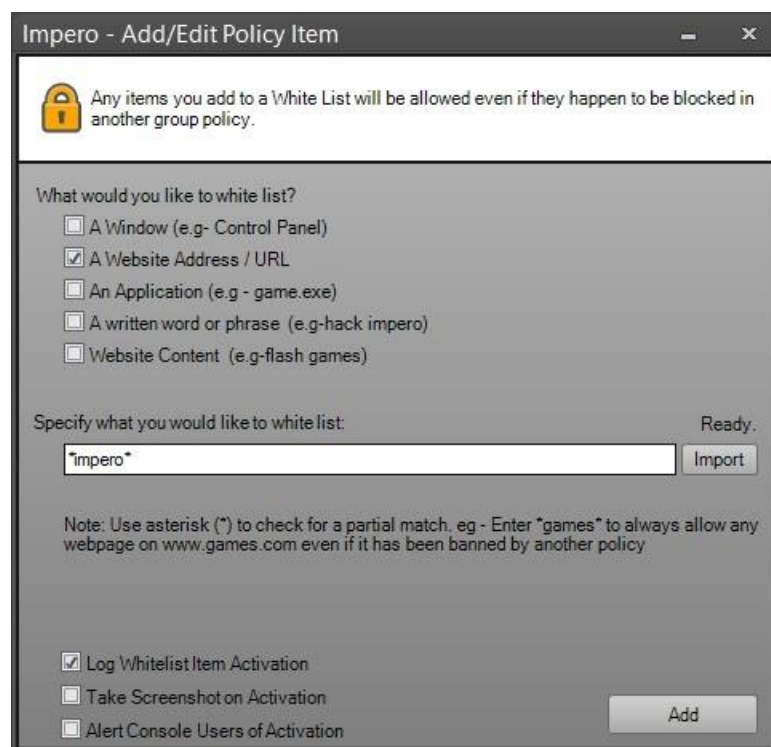 Impero - Add/Edit Policy Item
Any items you add to a White List will be allowed even if they happen to be blocked in
another group policy.
What would you like to white list?
A Window (e.g- Control Panel)
A Website Address / URL
An Application (e.g - game.exe)
A written word or phrase (e.g-hack impero)
Website Content (e.g-flash games)
Specify what you would like to white list:
Ready.
*impero*
Import
Note: Use asterisk (*) to check for a partial match. eg - Enter *games* to always allow any
webpage on www.games.com even if it has been banned by another policy
Log Whitelist Item Activation
Take Screenshot on Activation
Alert Console Users of Activation
Add